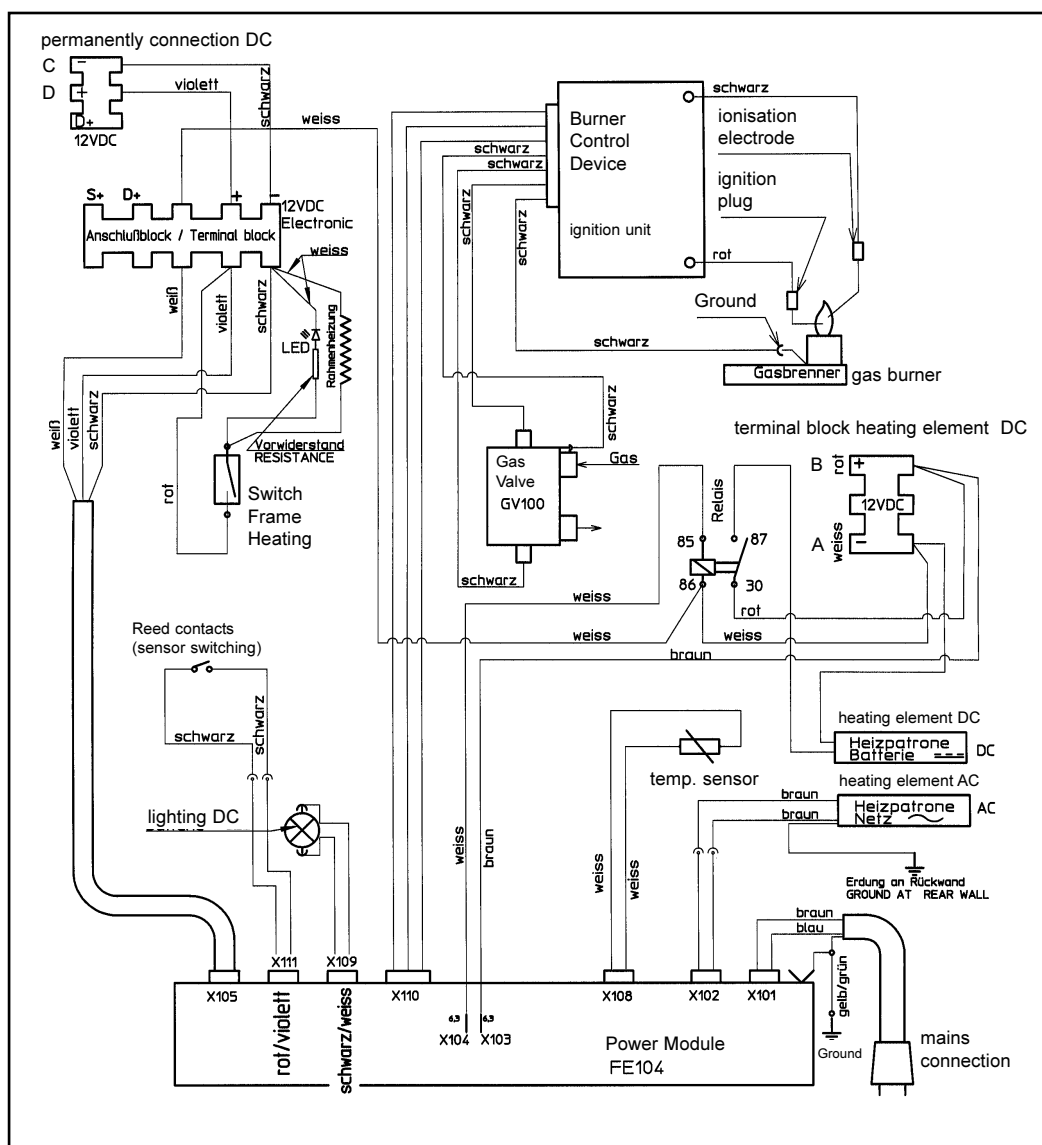 permanently connection DC
C
-
D
+
D+
12VDC
violett
schwarz
weiss
S+
D+
+
-
12VDC
Electronic
Anschlußblock / Terminal block
weiss
weiß
violett
schwarz
LED
Rahmenheizung
weiß
violett
schwarz
rot
Vorwiderstand
RESISTANCE
Switch
Frame
Heating
Burner
Control
Device
ignition unit
schwarz
schwarz
schwarz
schwarz
schwarz
schwarz
ionisation
electrode
ignition
plug
rot
Ground
schwarz
Gasbrenner
gas burner
schwarz
Gas
Gas
Valve
GV100
schwarz
terminal block heating element DC
B
rot
+
12VDC
A
weiss
-
Relais
85
87
86
30
weiss
rot
weiss
weiss
braun
Reed contacts
(sensor switching)
schwarz
schwarz
lighting DC
weiss
braun
temp. sensor
weiss
weiss
heating element DC
Heizpatrone
Batterie
DC
heating element AC
braun
braun
Heizpatrone
Netz
AC
Erdung an Rückwand
GROUND AT REAR WALL
braun
blau
gelb/grün
Ground
mains
connection
X105
X111
rot/violett
X109
schwarz/weiss
X110
6,3
6,3
X104
X103
X108
X102
X101
Power Module
FE104